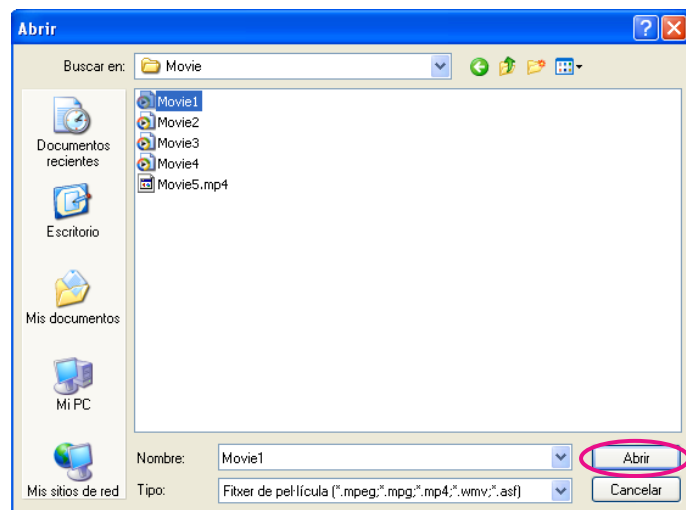 Abrir
Buscar en: Movie
Documentos
recientes
Escritorio
Mis documentos
Mi PC
Mis sitios de red
Movie1
Movie2
Movie3
Movie4
Movie5.mp4
Nombre: Movie1 Abrir
Tipo: Fitxer de pel·lícula (*.mpeg;*.mpg;*.mp4;*.wmv;*.asf) Cancelar